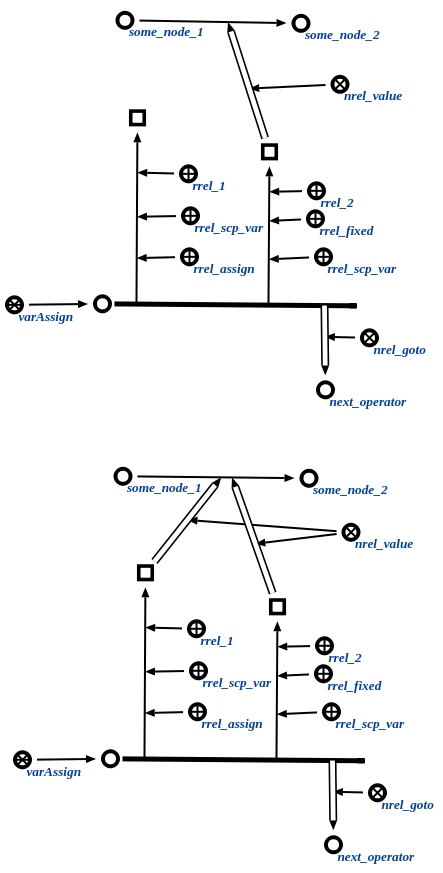 some_node_1
some_node_2
nrel_value
rrel_1
rrel_2
rrel_scp_var
rrel_fixed
rrel_assign
rrel_scp_var
varAssign
nrel_goto
next_operator
some_node_1
some_node_2
nrel_value
rrel_1
rrel_2
rrel_scp_var
rrel_fixed
rrel_assign
rrel_scp_var
varAssign
nrel_goto
next_operator